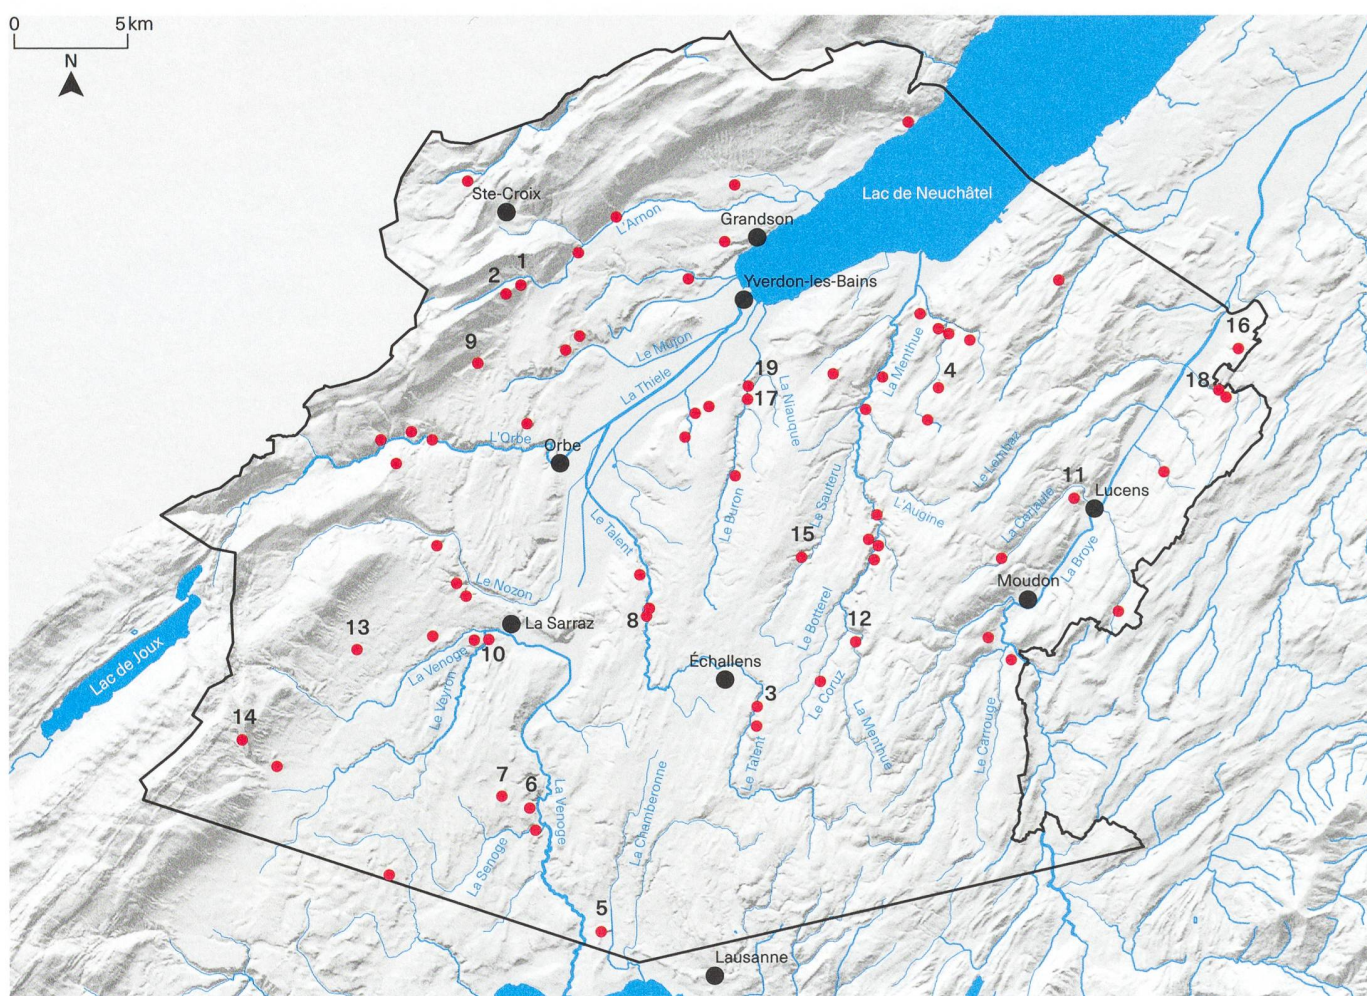 0 5km
N
Ste-Croix
L'Arnon
Grandson
Lac de Neuchâtel
2 1
Yverdon-les-Bains
16
9
Le Mujon
La Thièle
19
La Menthue
4
18
17
La Niauque
L'Orbe
Orbe
Le Lembaz
Le Buron
La Sauteru
L'Augine
11
Lucens
La Cerjaule
Le Talent
15
La Broye
Le Nozon
Moudon
8
La Sarraz
Le Botterel
12
13
10
La Venoge
Lac de Joux
Échallens
Le Veyron
3
Le Coruz
14
La Menthue
Le Carrouge
Le Talent
7 6
La Venoge
La Chamberonne
La Senoge
5
Lausanne